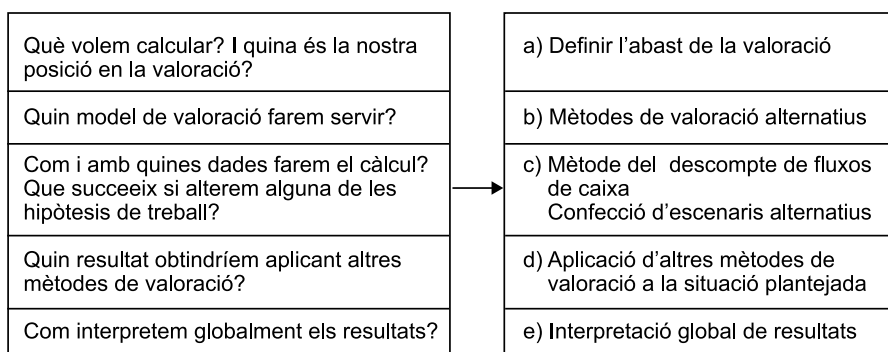 Què volem calcular? I quina és la nostra
posició en la valoració?
Quin model de valoració farem servir?
Com i amb quines dades farem el càlcul?
Que succeeix si alterem alguna de les
hipòtesis de treball?
Quin resultat obtindríem aplicant altres
mètodes de valoració?
Com interpretem globalment els resultats?
a) Definir l’abast de la valoració
b) Mètodes de valoració alternatius
c) Mètode del descompte de fluxos
de caixa
Confecció d’escenaris alternatius
d) Aplicació d’altres mètodes de
valoració a la situació plantejada
e) Interpretació global de resultats